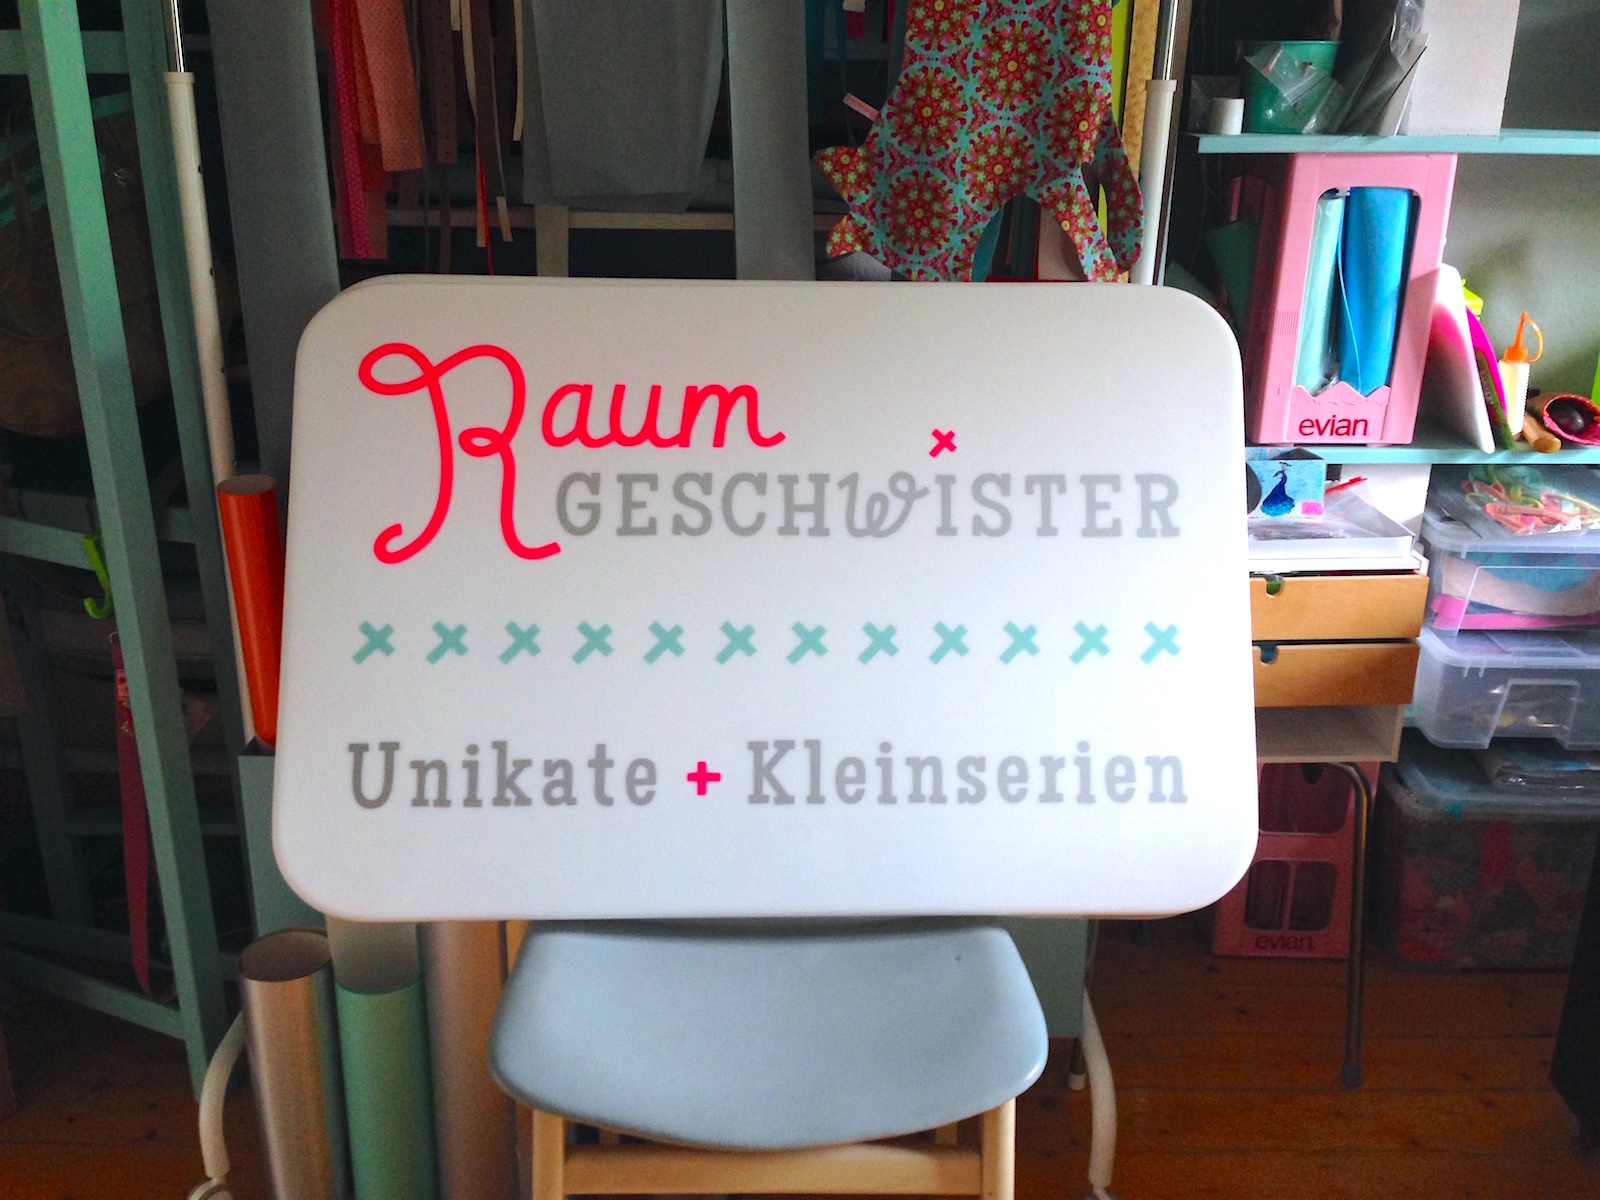 Raum
GESCHWISTER
× × × × × × × × × × × ×
Unikate + Kleinserien
evian
evian